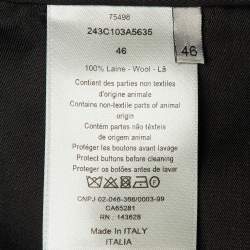 75498
243C103A5635
46
46
100% Laine - Wool - Lã
Contient des parties non textiles
d'origine animale
Contains non-textile parts of animal
origin
Contém partes não têxteis
de origem animal
Protéger les boutons avant lavage
Protect buttons before cleaning
Proteger os botões antes de lavar
CNPJ 02-046-366/0003-99
CA65281
RN : 143628
Made In ITALY
ITALIA